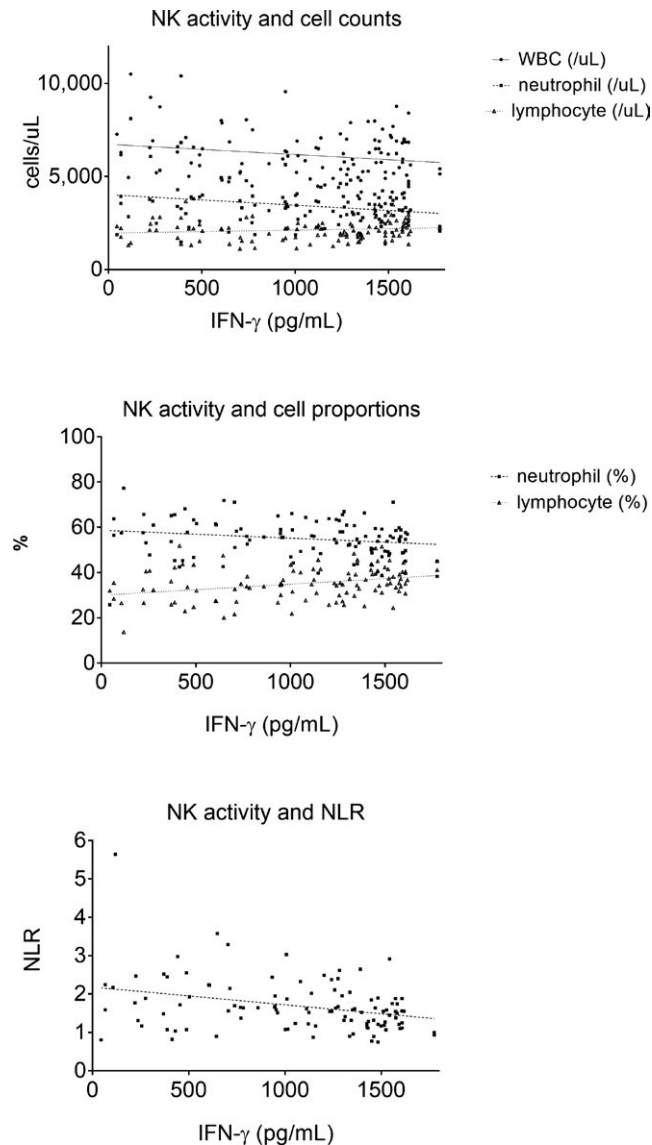 NK activity and cell counts
10,000
5,000
0
cells/uL
0
500
1000
1500
IFN-γ (pg/mL)
WBC (/uL)
neutrophil (/uL)
lymphocyte (/uL)
NK activity and cell proportions
100
80
60
40
20
0
%
0
500
1000
1500
IFN-γ (pg/mL)
neutrophil (%)
lymphocyte (%)
NK activity and NLR
6
5
4
3
2
1
0
NLR
0
500
1000
1500
IFN-γ (pg/mL)